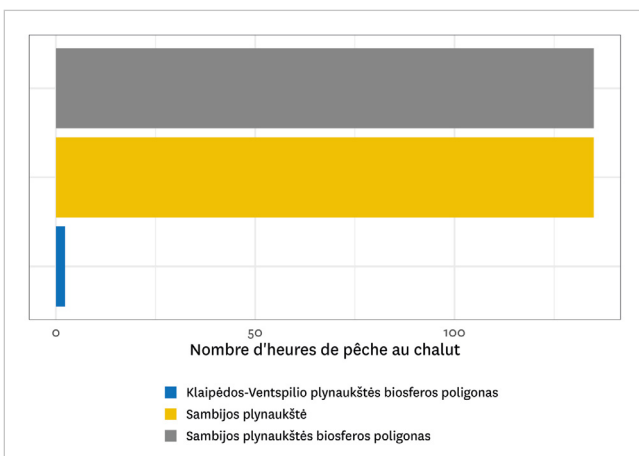 0 50 100
Nombre d'heures de pêche au chalut
Klaipėdos-Ventspilio plynaukštės biosferos poligonas
Sambijos plynaukštė
Sambijos plynaukštės biosferos poligonas